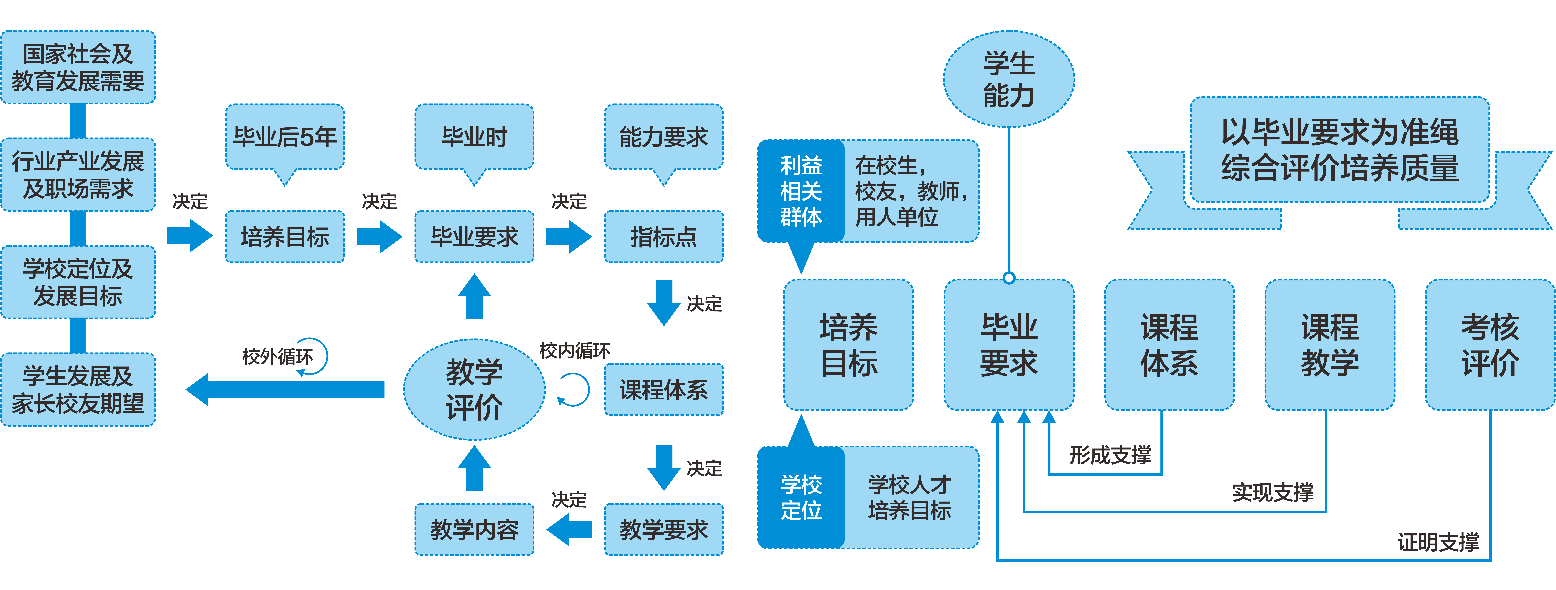 国家社会及
教育发展需要
行业产业发展
及职场需求
学校定位及
发展目标
学生发展及
家长校友期望
决定
毕业后5年
培养目标
决定
毕业时
毕业要求
决定
能力要求
指标点
决定
课程体系
决定
教学要求
决定
教学内容
教学
评价
校内循环
校外循环
学生
能力
利益
相关
群体
在校生，
校友，教师，
用人单位
以毕业要求为准绳
综合评价培养质量
培养
目标
毕业
要求
课程
体系
课程
教学
考核
评价
学校
定位
学校人才
培养目标
形成支撑
实现支撑
证明支撑